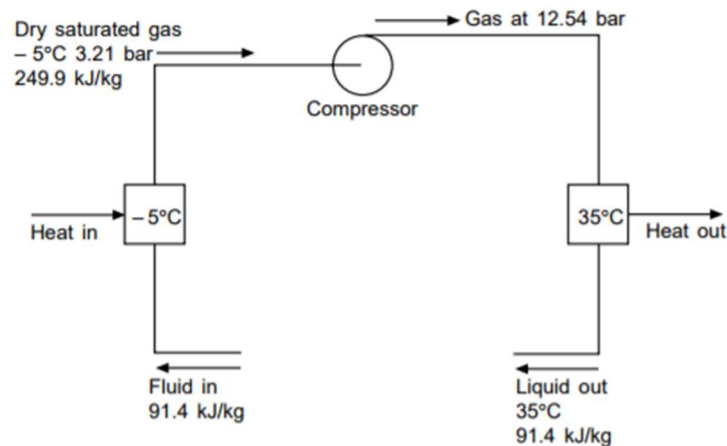 Dry saturated gas
– 5°C 3.21 bar
249.9 kJ/kg
Gas at 12.54 bar
Compressor
– 5°C
Heat in
35°C
Heat out
Fluid in
91.4 kJ/kg
Liquid out
35°C
91.4 kJ/kg